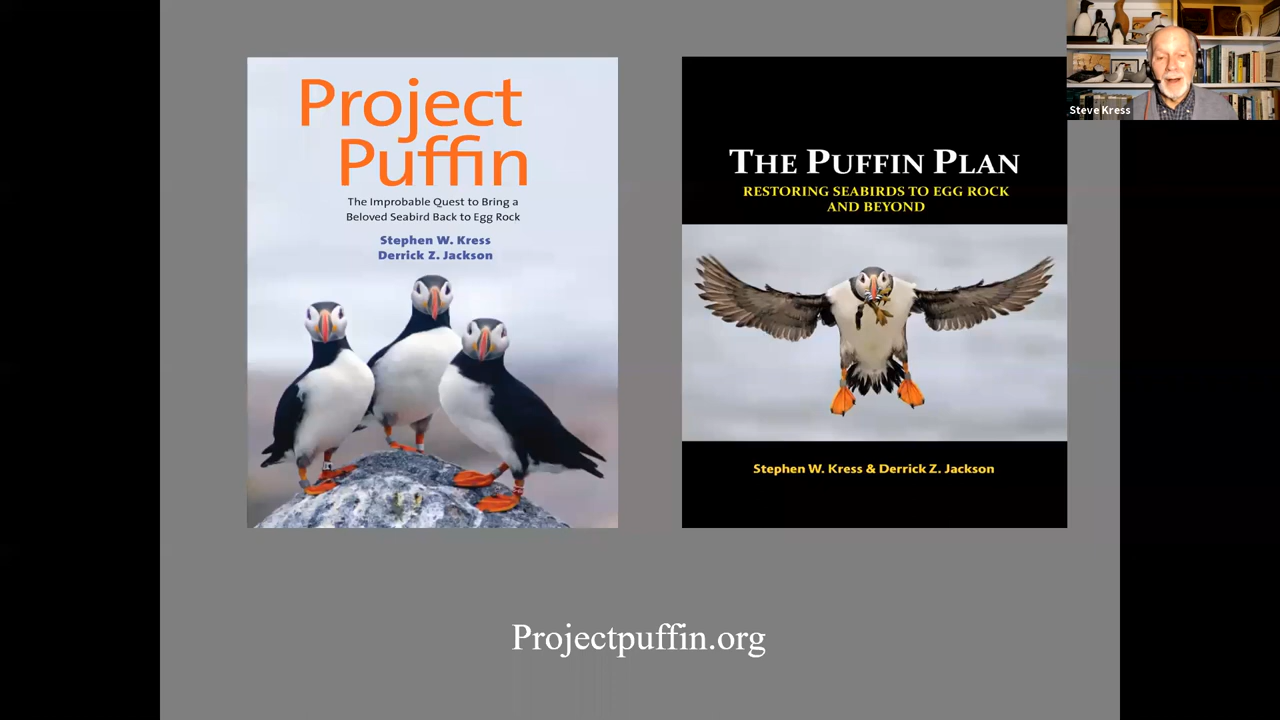 Project
Puffin
The Improbable Quest to Bring a
Beloved Seabird Back to Egg Rock
Stephen W. Kress
Derrick Z. Jackson
THE PUFFIN PLAN
RESTORING SEABIRDS TO EGG ROCK
AND BEYOND
Stephen W. Kress & Derrick Z. Jackson
Steve Kress
Projectpuffin.org